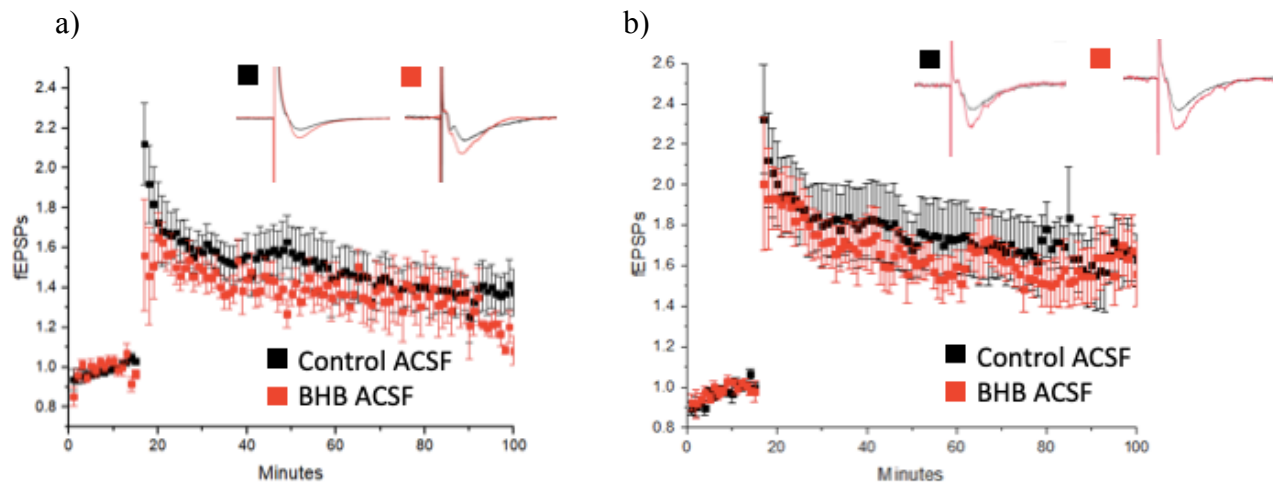 a)
2.4
2.2
2.0
1.8
1.6
1.4
1.2
1.0
0.8
fEPSPs
Control ACSF
BHB ACSF
0 20 40 60 80 100
Minutes
b)
2.6
2.4
2.2
2.0
1.8
1.6
1.4
1.2
1.0
0.8
fEPSPs
Control ACSF
BHB ACSF
0 20 40 60 80 100
Minutes